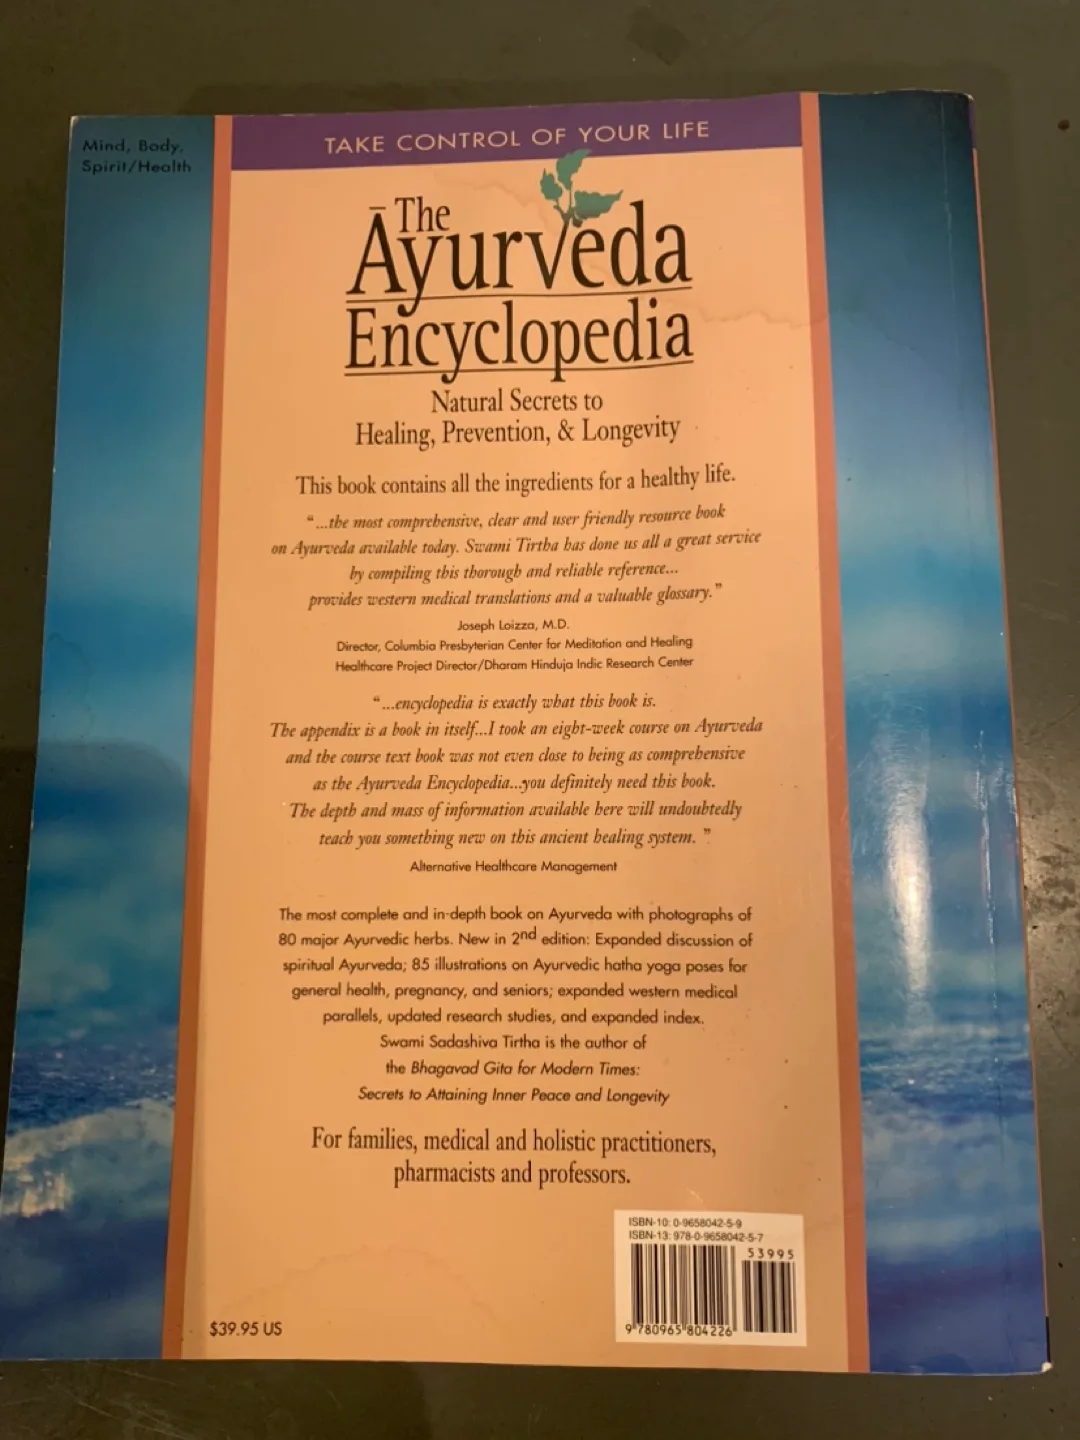 Mind, Body,
Spirit/Health
TAKE CONTROL OF YOUR LIFE
The
Āyurveda
Encyclopedia
Natural Secrets to
Healing, Prevention, & Longevity
This book contains all the ingredients for a healthy life.
“...the most comprehensive, clear and user friendly resource book
on Ayurveda available today. Swami Tirtha has done us all a great service
by compiling this thorough and reliable reference...
provides western medical translations and a valuable glossary.”
Joseph Loizza, M.D.
Director, Columbia Presbyterian Center for Meditation and Healing
Healthcare Project Director/Dharam Hinduja Indic Research Center
“...encyclopedia is exactly what this book is.
The appendix is a book in itself...I took an eight-week course on Ayurveda
and the course text book was not even close to being as comprehensive
as the Ayurveda Encyclopedia...you definitely need this book.
The depth and mass of information available here will undoubtedly
teach you something new on this ancient healing system. ”
Alternative Healthcare Management
The most complete and in-depth book on Ayurveda with photographs of
80 major Ayurvedic herbs. New in 2nd edition: Expanded discussion of
spiritual Ayurveda; 85 illustrations on Ayurvedic hatha yoga poses for
general health, pregnancy, and seniors; expanded western medical
parallels, updated research studies, and expanded index.
Swami Sadashiva Tirtha is the author of
the Bhagavad Gita for Modern Times:
Secrets to Attaining Inner Peace and Longevity
For families, medical and holistic practitioners,
pharmacists and professors.
ISBN-10: 0-9658042-5-9
ISBN-13: 978-0-9658042-5-7
53995
9 780965 804226
$39.95 US